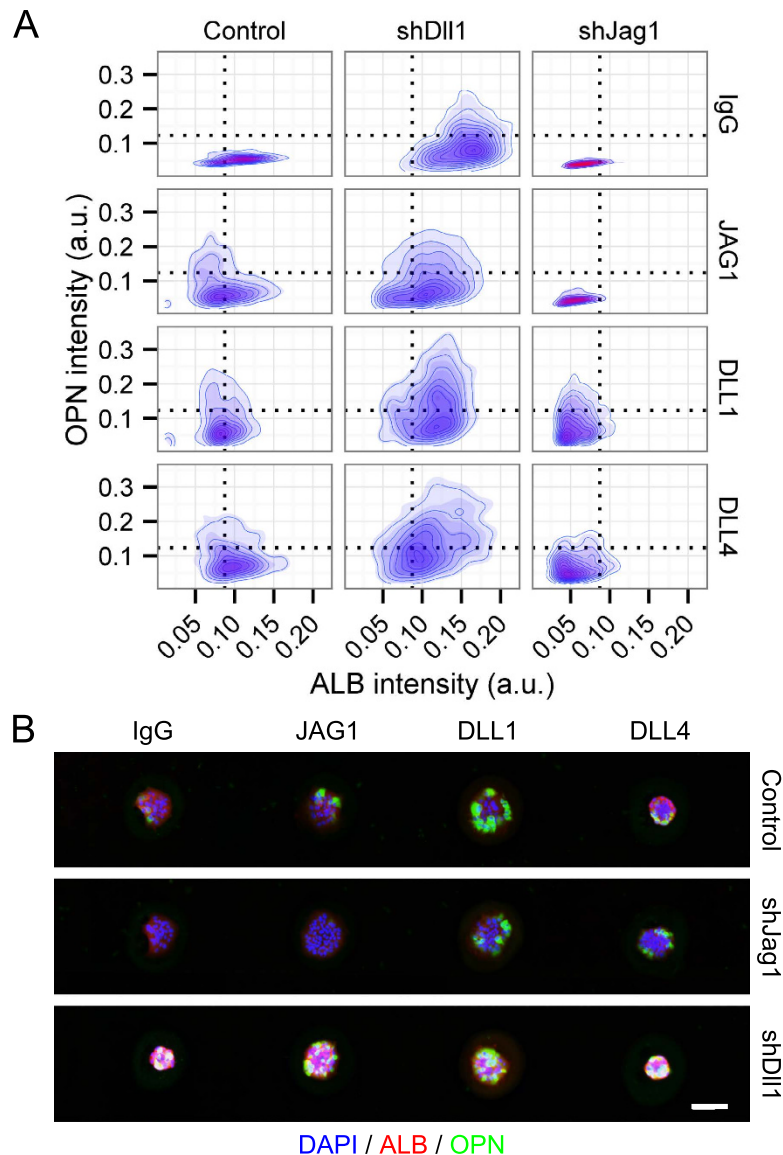 A
Control shDll1 shJag1
0.3
0.2
0.1
IgG
0.3
0.2
0.1
JAG1
0.3
0.2
0.1
DLL1
0.3
0.2
0.1
DLL4
OPN intensity (a.u.)
0.05 0.10 0.15 0.20 0.05 0.10 0.15 0.20 0.05 0.10 0.15 0.20
ALB intensity (a.u.)
B
IgG JAG1 DLL1 DLL4
Control
shJag1
shDll1
DAPI / ALB / OPN